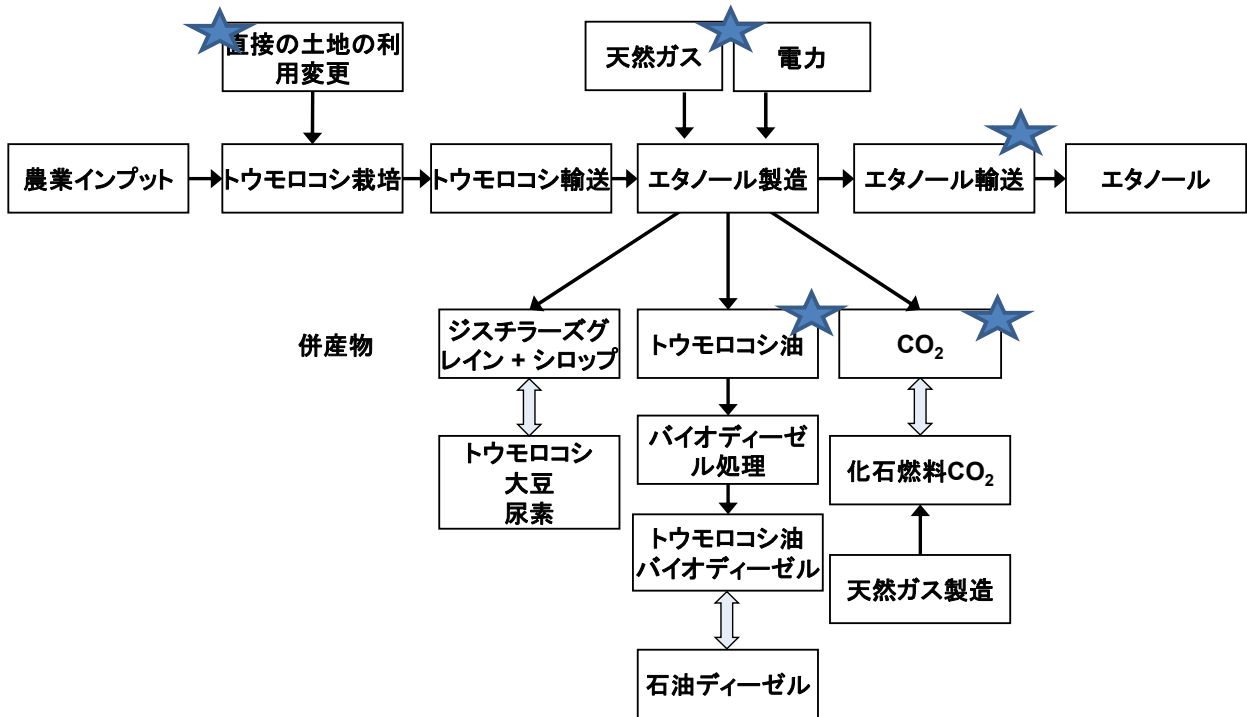 直接の土地の利
用変更
天然ガス
電力
農業インプット
トウモロコシ栽培
トウモロコシ輸送
エタノール製造
エタノール輸送
エタノール
併産物
ジスチラーズグ
レイン + シロップ
トウモロコシ油
CO₂
トウモロコシ
大豆
尿素
バイオディーゼ
ル処理
化石燃料CO₂
トウモロコシ油
バイオディーゼル
天然ガス製造
石油ディーゼル